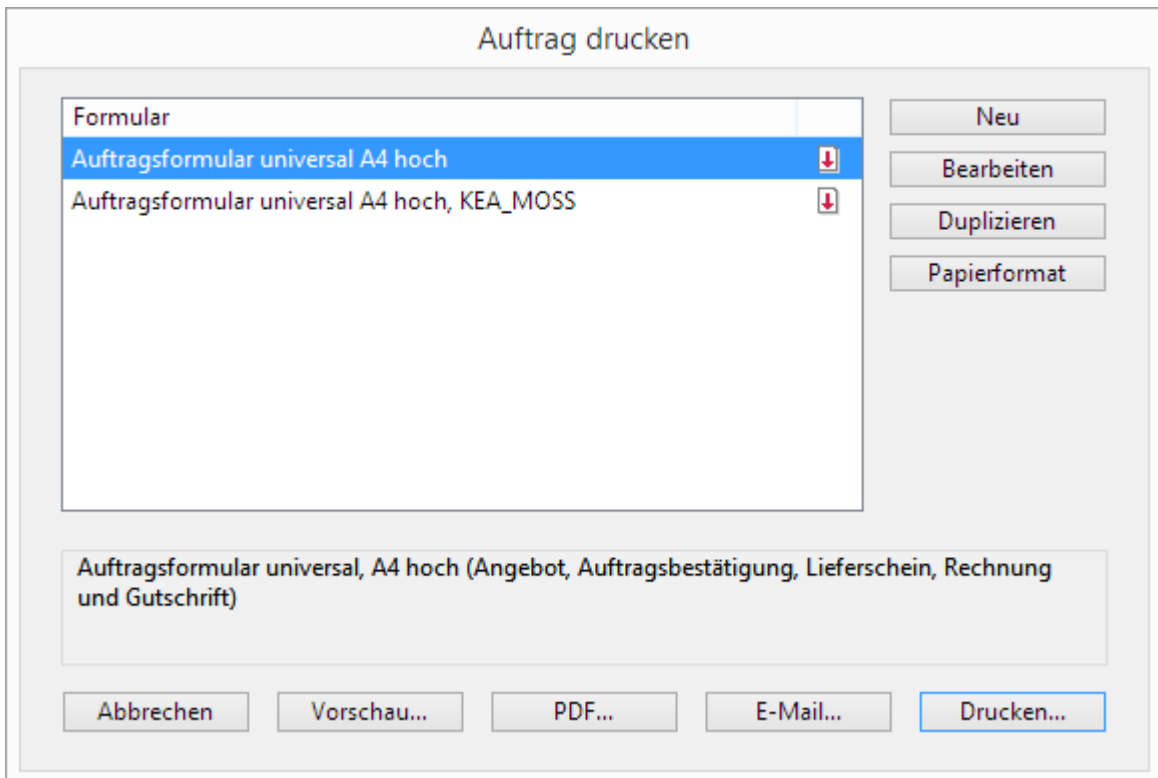 Auftrag drucken
Formular
Auftragsformular universal A4 hoch
Auftragsformular universal A4 hoch, KEA_MOSS
Neu
Bearbeiten
Duplizieren
Papierformat
Auftragsformular universal, A4 hoch (Angebot, Auftragsbestätigung, Lieferschein, Rechnung
und Gutschrift)
Abbrechen
Vorschau...
PDF...
E-Mail...
Drucken...